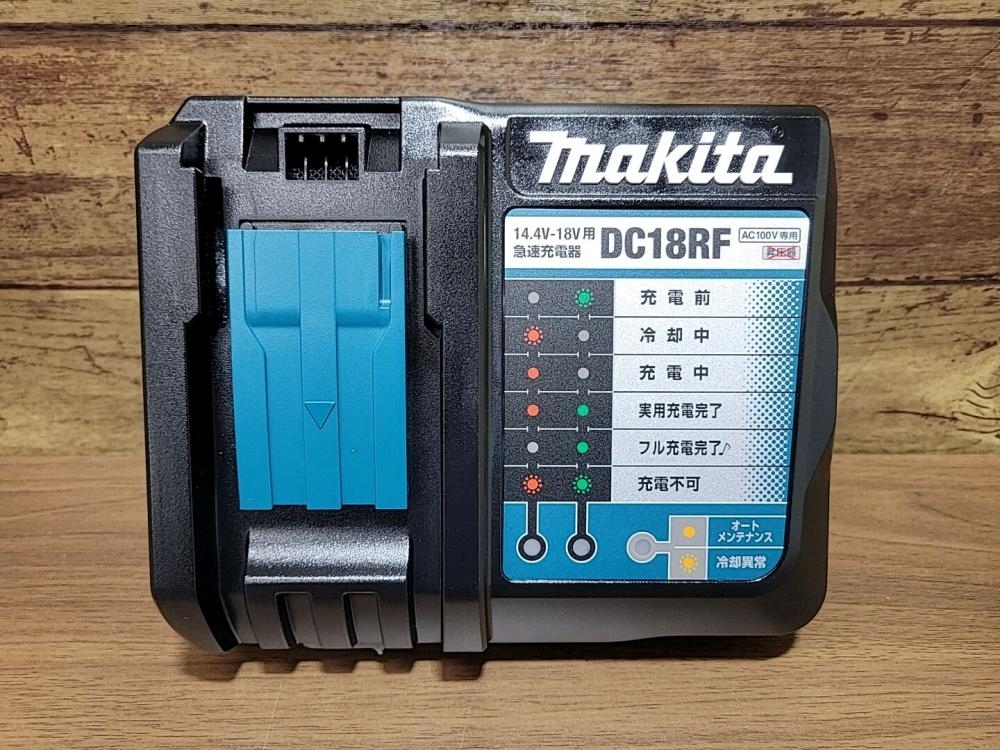 makita
14.4V-18V用
急速充電器
DC18RF
AC100V専用
昇圧器
充電前
冷却中
充電中
実用充電完了
フル充電完了♪
充電不可
オート
メンテナンス
冷却異常